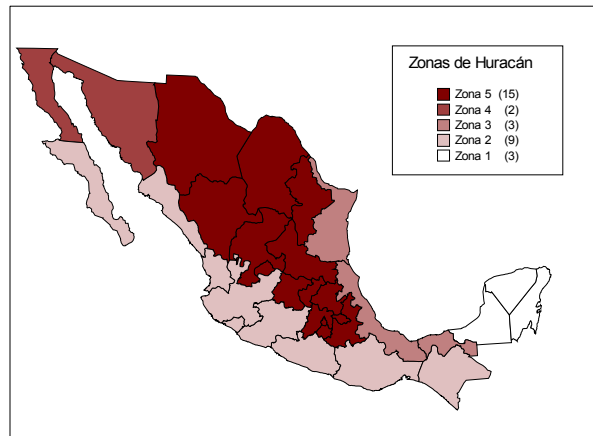 Zonas de Huracán
Zona 5 (15)
Zona 4 (2)
Zona 3 (3)
Zona 2 (9)
Zona 1 (3)